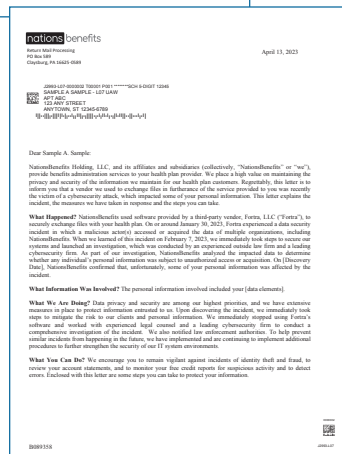 nationsbenefits
Return Mail Processing
PO Box 589
Claysburg, PA 16625-0589
April 13, 2023
SAMPLE A SAMPLE - L07 UAW
APT ABC
123 ANY STREET
ANYTOWN, ST 12345-6789
Dear Sample A. Sample:
NationsBenefits Holding, LLC, and its affiliates and subsidiaries (collectively, "NationsBenefits" or "we"),
provide benefits administration services to your health plan provider. We place a high value on maintaining the
privacy and security of the information we maintain for our health plan customers. Regrettably, this letter is to
inform you that a vendor we used to exchange files in furtherance of the service provided to you was recently
the victim of a cybersecurity attack, which impacted some of your personal information. This letter explains the
incident, the measures we have taken in response and the steps you can take.
What Happened? NationsBenefits used software provided by a third-party vendor, Fortra, LLC ("Fortra"), to
securely exchange files with your health plan. On or around January 30, 2023, Fortra experienced a data security
incident in which a malicious actor(s) accessed or acquired the data of multiple organizations, including
NationsBenefits. When we learned of this incident on February 7, 2023, we immediately took steps to secure our
systems and launched an investigation, which was conducted by an experienced outside law firm and a leading
cybersecurity firm. As part of our investigation, NationsBenefits analyzed the impacted data to determine
whether any individual's personal information was subject to unauthorized access or acquisition. On [Discovery
Date], NationsBenefits confirmed that, unfortunately, some of your personal information was affected by the
incident.
What Information Was Involved? The personal information involved included your [data elements].
What We Are Doing? Data privacy and security are among our highest priorities, and we have extensive
measures in place to protect information entrusted to us. Upon discovering the incident, we immediately took
steps to mitigate the risk to our clients and personal information. We immediately stopped using Fortra's
software and worked with experienced legal counsel and a leading cybersecurity firm to conduct a
comprehensive investigation of the incident. We also notified law enforcement authorities. To help prevent
similar incidents from happening in the future, we have implemented and are continuing to implement additional
procedures to further strengthen the security of our IT system environments.
What You Can Do? We encourage you to remain vigilant against incidents of identity theft and fraud, to
review your account statements, and to monitor your free credit reports for suspicious activity and to detect
errors. Enclosed with this letter are some steps you can take to protect your information.
B089358